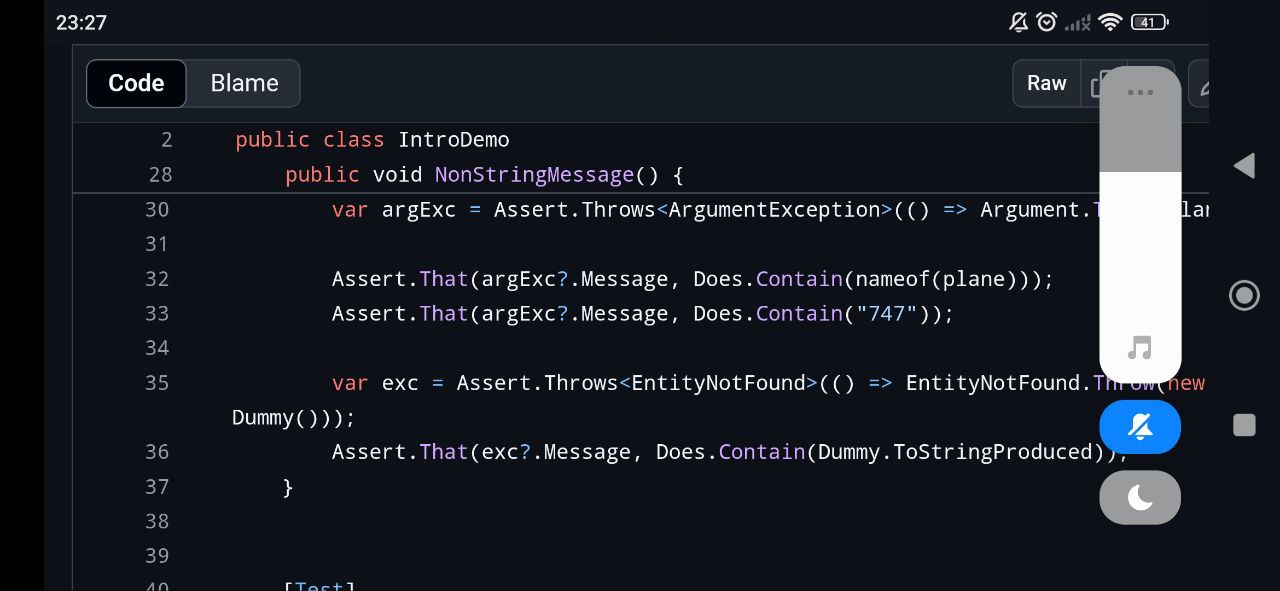 23:27
41
Code Blame Raw
2 public class IntroDemo
28 public void NonStringMessage() {
30 var argExc = Assert.Throws<ArgumentException>(() => Argument.
31
32 Assert.That(argExc?.Message, Does.Contain(nameof(plane)));
33 Assert.That(argExc?.Message, Does.Contain("747"));
34
35 var exc = Assert.Throws<EntityNotFound>(() => EntityNotFound.Throw(new
Dummy()));
36 Assert.That(exc?.Message, Does.Contain(Dummy.ToStringProduced));
37 }
38
39
40 [Test]